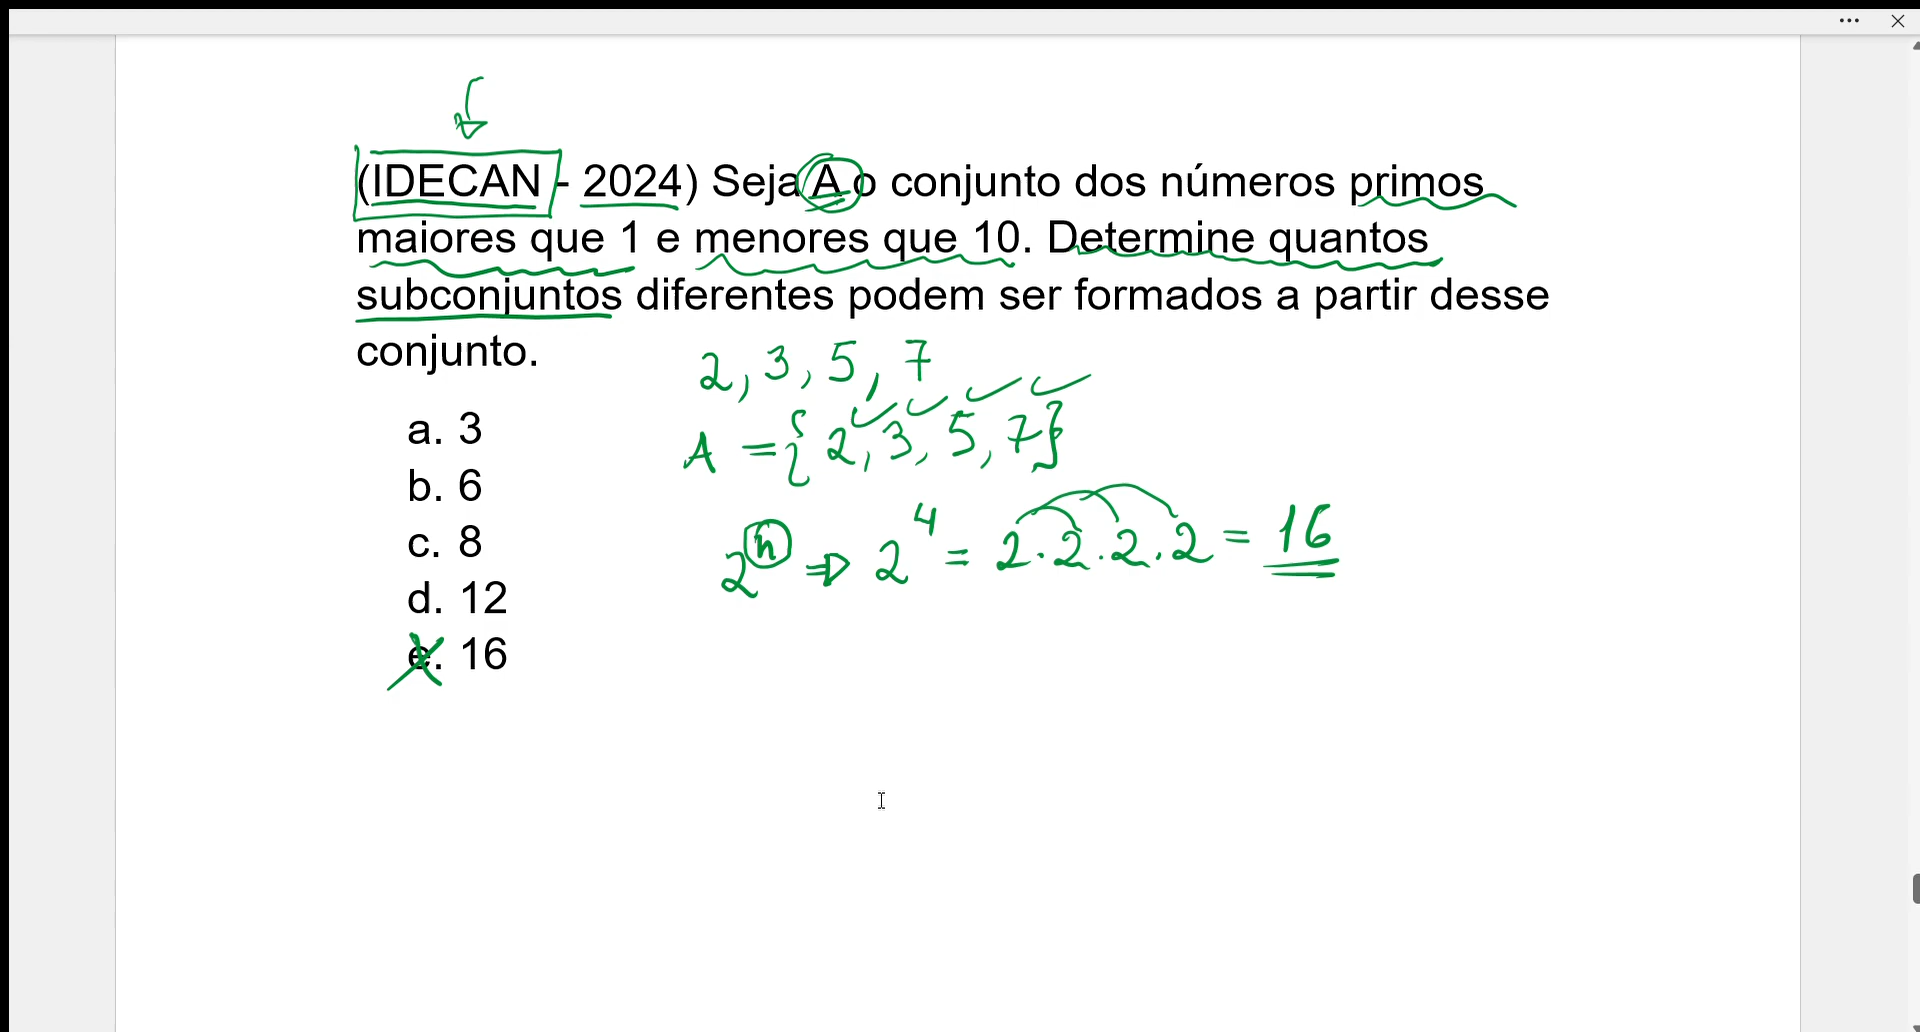 (IDECAN - 2024) Seja A o conjunto dos números primos
maiores que 1 e menores que 10. Determine quantos
subconjuntos diferentes podem ser formados a partir desse
conjunto.
2, 3, 5, 7
a. 3
A = {2, 3, 5, 7}
b. 6
c. 8
2^n ⇒ 2^4 = 2.2.2.2 = 16
d. 12
e. 16